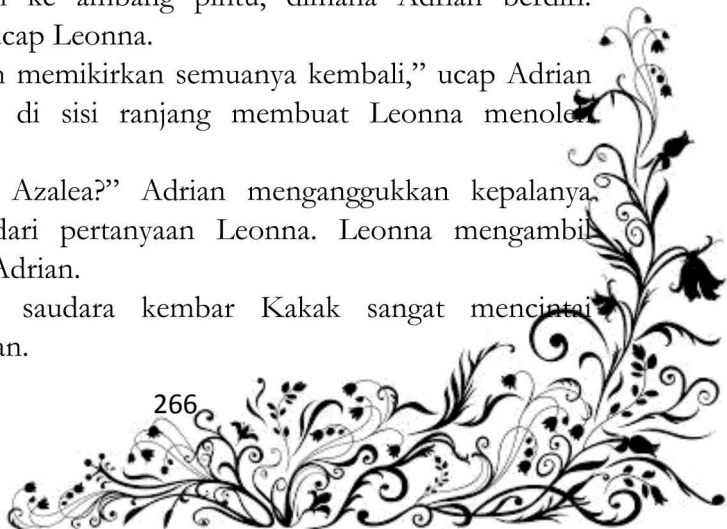 ke ambang pintu, dimana Adrian berdiri.
ucap Leonna.
memikirkan semuanya kembali,” ucap Adrian
di sisi ranjang membuat Leonna menoleh
Azalea?” Adrian menganggukkan kepalanya
dari pertanyaan Leonna. Leonna mengambil
Adrian.
saudara kembar Kakak sangat mencintai
an.
266